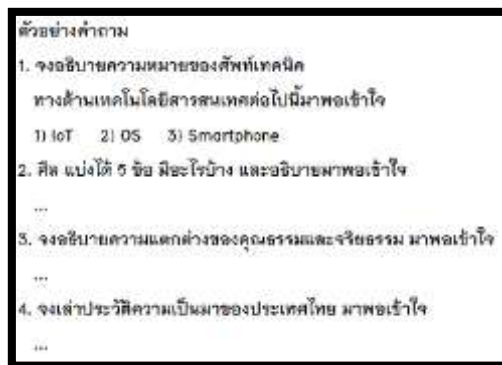 ตัวอย่างคำถาม
1. จงอธิบายความหมายของศัพท์เทคนิค
ทางด้านเทคโนโลยีสารสนเทศต่อไปนี้มาพอเข้าใจ
1) IoT 2) OS 3) Smartphone
2. ศีล แบ่งได้ 5 ข้อ มีอะไรบ้าง และอธิบายมาพอเข้าใจ
...
3. จงอธิบายความแตกต่างของคุณธรรมและจริยธรรม มาพอเข้าใจ
...
4. จงเล่าประวัติความเป็นมาของประเทศไทย มาพอเข้าใจ
...